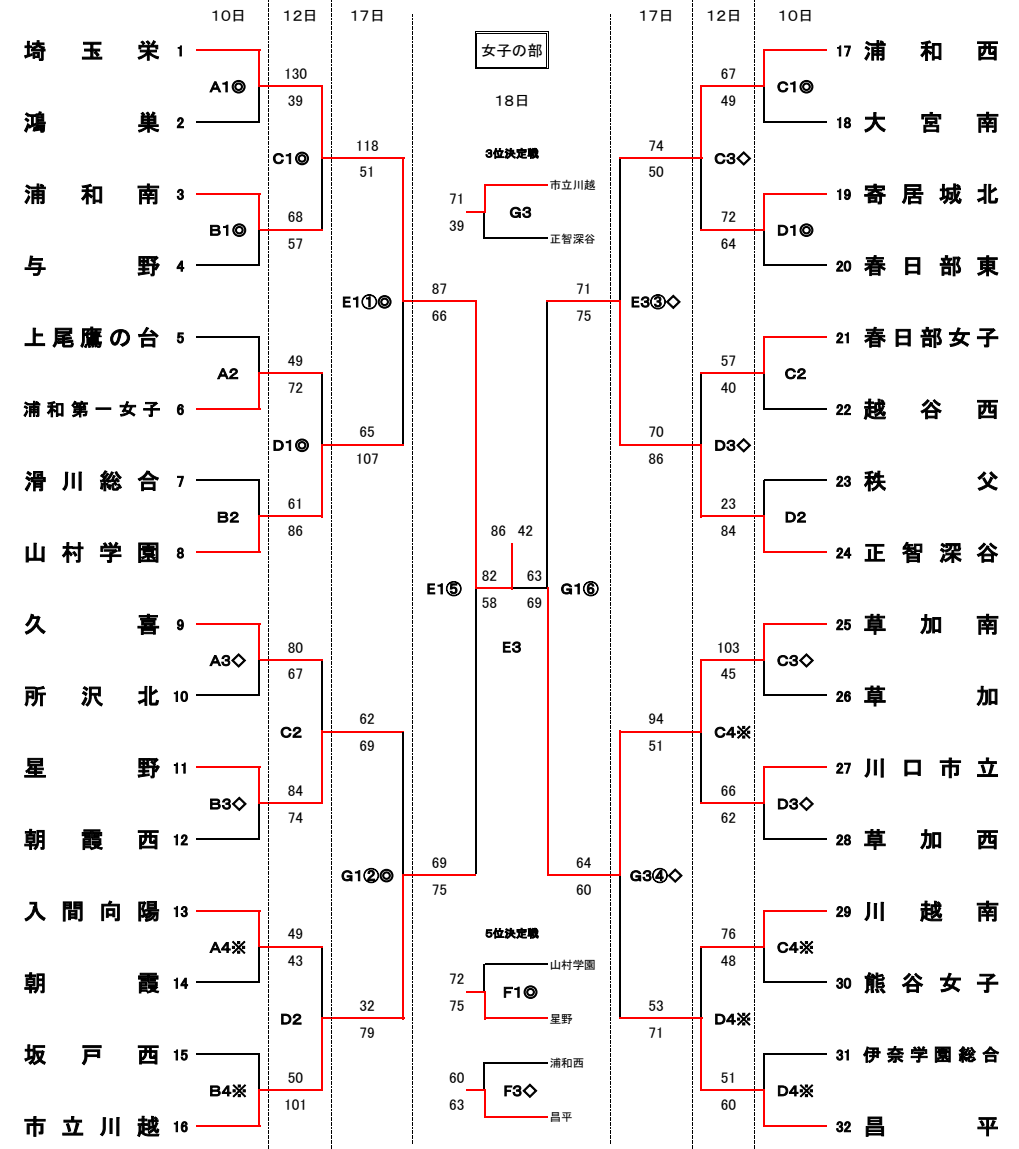 10日 12日 17日 17日 12日 10日
女子の部
埼玉栄 1 17 浦和西
130 67
A1◎ C1◎
39 49
18日
鴻巣 2 18 大宮南
118 74
3位決定戦
C1◎ C3◇
51 50
市立川越
浦和南 3 71 19 寄居城北
G3
68 39 72
B1◎ D1◎
57 正智深谷 64
与野 4 20 春日部東
87 71
E1①◎ E3③◇
66 75
上尾鷹の台 5 21 春日部女子
49 57
A2 C2
72 40
浦和第一女子 6 22 越谷西
65 70
D1◎ D3◇
107 86
滑川総合 7 23 秩父
61 23
B2 D2
86 84
86 42
山村学園 8 24 正智深谷
82 63
E1⑤ G1⑥
58 69
久喜 9 25 草加南
E3
80 103
A3◇ C3◇
67 45
所沢北 10 26 草加
62 94
C2 C4※
69 51
星野 11 27 川口市立
84 66
B3◇ D3◇
74 62
朝霞西 12 28 草加西
69 64
G1②◎ G3④◇
75 60
入間向陽 13 29 川越南
5位決定戦
49 76
A4※ C4※
43 48
山村学園
朝霞 14 72 30 熊谷女子
F1◎
32 75 53
D2 星野 D4※
79 71
坂戸西 15 31 伊奈学園総合
浦和西
50 60 51
B4※ F3◇ D4※
101 63 60
昌平
市立川越 16 32 昌平